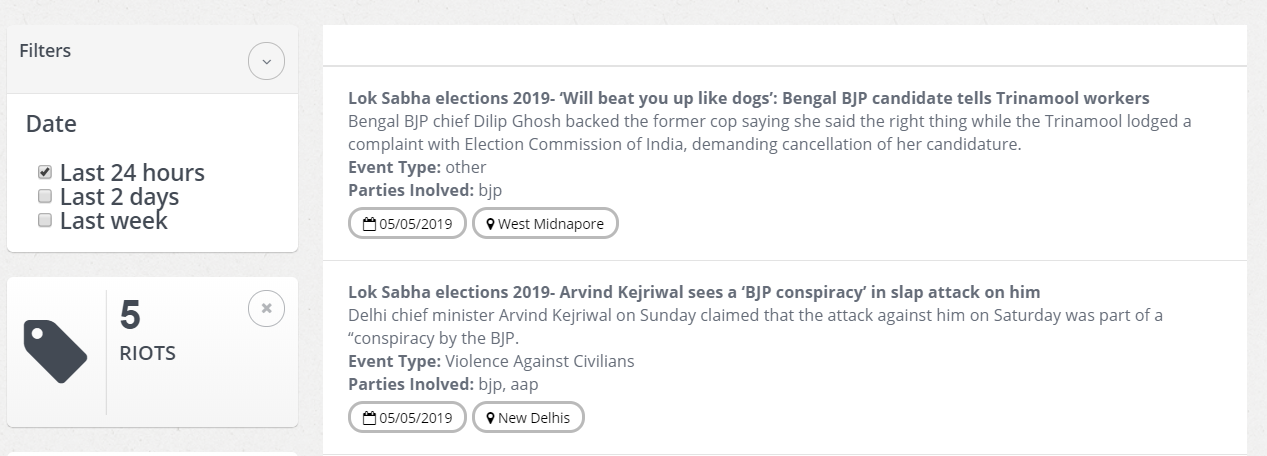 Filters
Date
Last 24 hours
Last 2 days
Last week
5
RIOTS
Lok Sabha elections 2019- ‘Will beat you up like dogs’: Bengal BJP candidate tells Trinamool workers
Bengal BJP chief Dilip Ghosh backed the former cop saying she said the right thing while the Trinamool lodged a
complaint with Election Commission of India, demanding cancellation of her candidature.
Event Type: other
Parties Inolved: bjp
05/05/2019 West Midnapore
Lok Sabha elections 2019- Arvind Kejriwal sees a ‘BJP conspiracy’ in slap attack on him
Delhi chief minister Arvind Kejriwal on Sunday claimed that the attack against him on Saturday was part of a
“conspiracy by the BJP.
Event Type: Violence Against Civilians
Parties Inolved: bjp, aap
05/05/2019 New Delhis